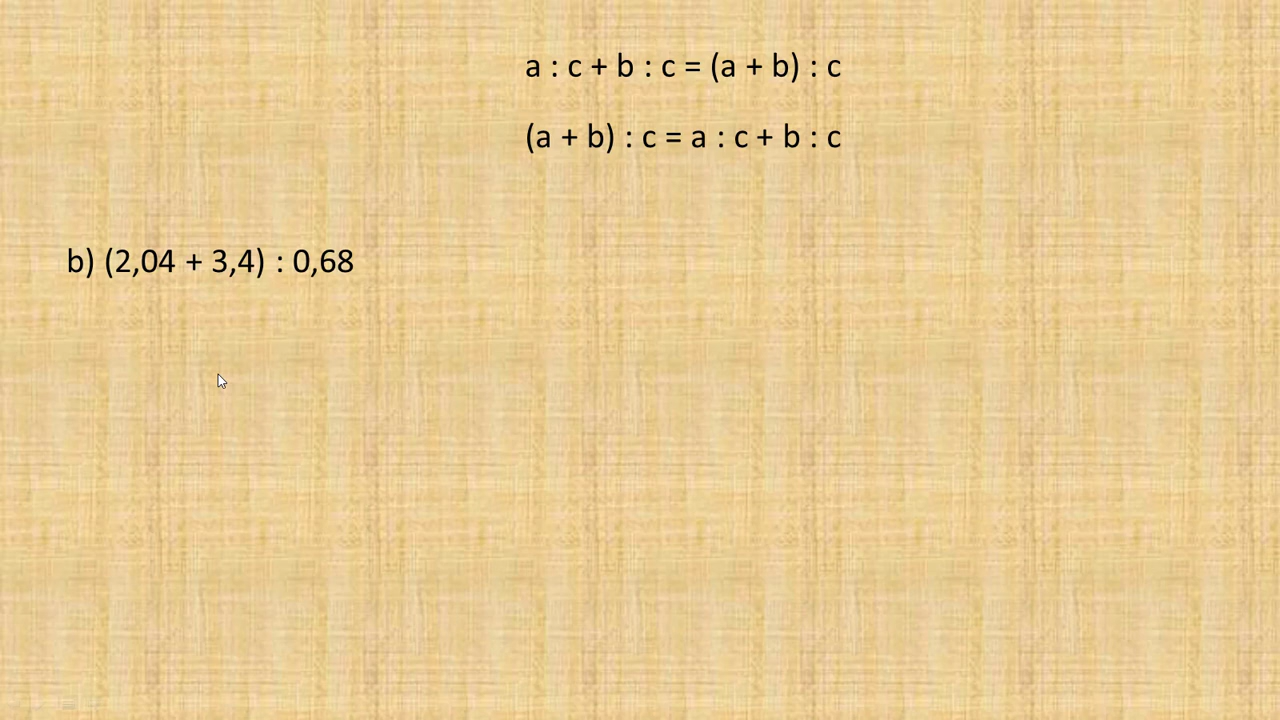 a : c + b : c = (a + b) : c
(a + b) : c = a : c + b : c
b) (2,04 + 3,4) : 0,68